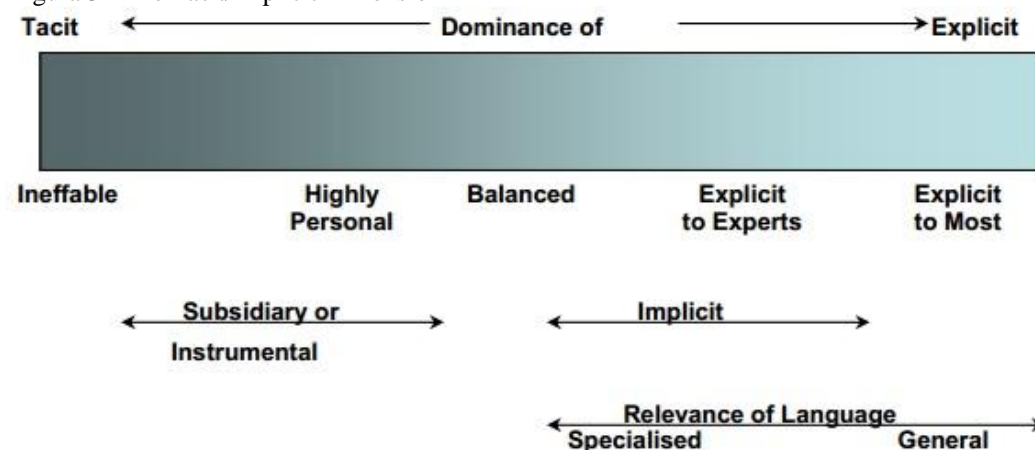 Tacit Dominance of Explicit
Ineffable Highly Personal Balanced Explicit to Experts Explicit to Most
Subsidiary or Implicit
Instrumental
Relevance of Language
Specialised General